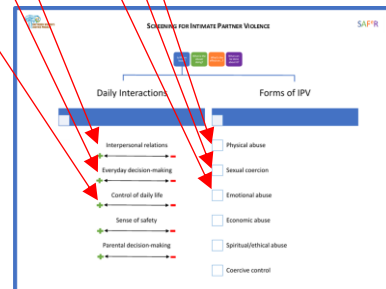 SCREENING FOR INTIMATE PARTNER VIOLENCE
SAFeR
Daily Interactions
Forms of IPV
Interpersonal relations
Physical abuse
+ -
Everyday decision-making
Sexual coercion
+ -
Control of daily life
Emotional abuse
+ -
Sense of safety
Economic abuse
+ -
Parental decision-making
Spiritual/ethical abuse
+ -
Coercive control